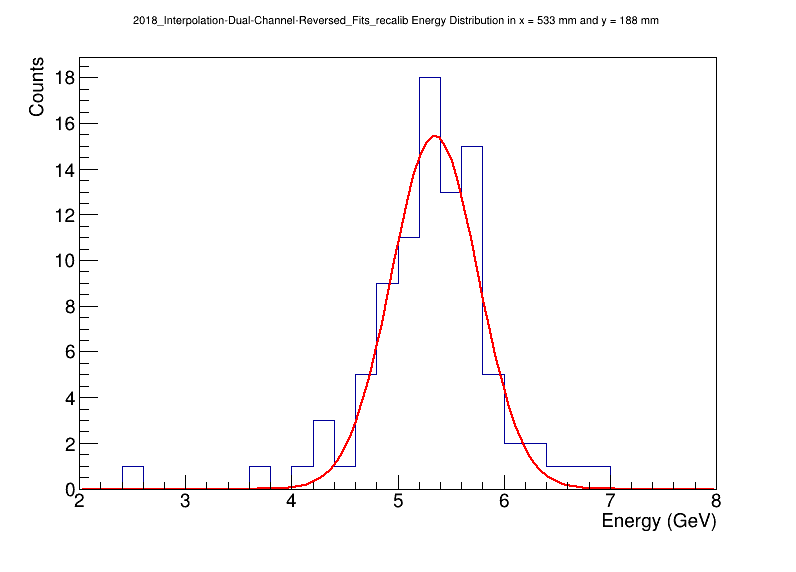 2018_Interpolation-Dual-Channel-Reversed_Fits_recalib Energy Distribution in x = 533 mm and y = 188 mm
Counts
18
16
14
12
10
8
6
4
2
0
2 3 4 5 6 7 8
Energy (GeV)